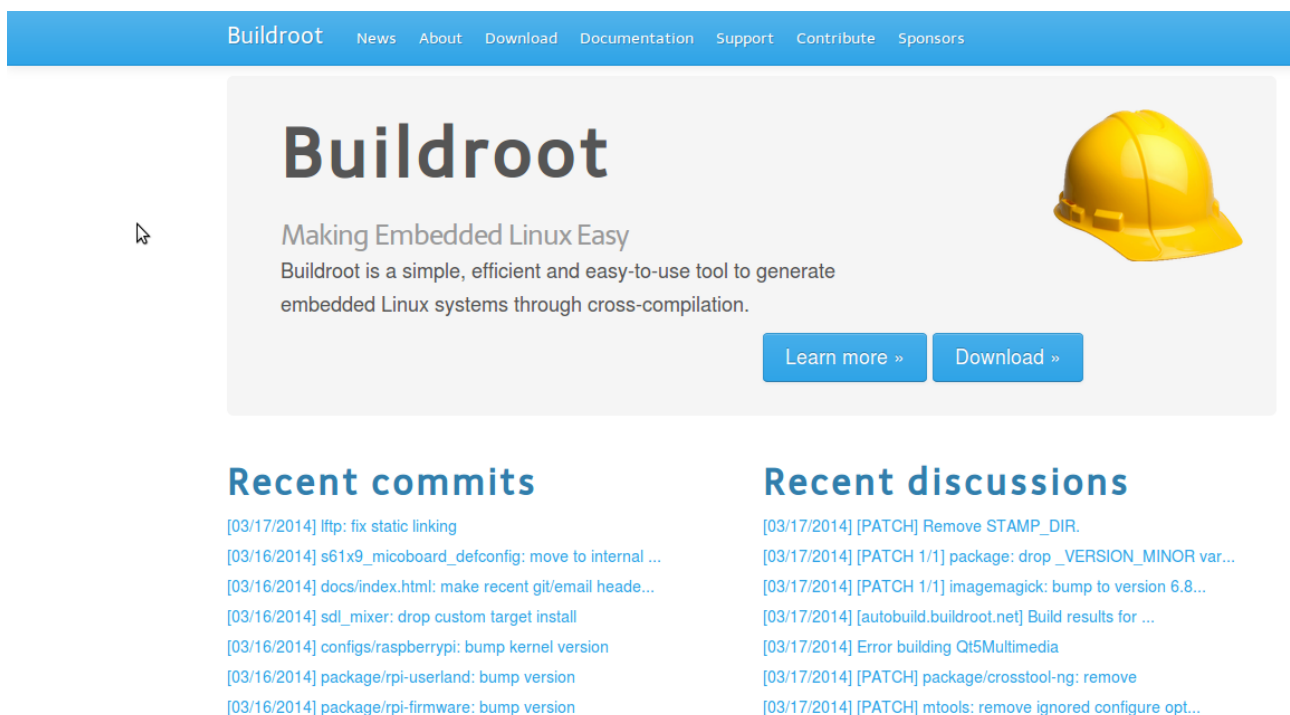 Buildroot News About Download Documentation Support Contribute Sponsors
Buildroot
Making Embedded Linux Easy
Buildroot is a simple, efficient and easy-to-use tool to generate
embedded Linux systems through cross-compilation.
Learn more » Download »
Recent commits
[03/17/2014] lftp: fix static linking
[03/16/2014] s61x9_micoboard_defconfig: move to internal ...
[03/16/2014] docs/index.html: make recent git/email heade...
[03/16/2014] sdl_mixer: drop custom target install
[03/16/2014] configs/raspberrypi: bump kernel version
[03/16/2014] package/rpi-userland: bump version
[03/16/2014] package/rpi-firmware: bump version
Recent discussions
[03/17/2014] [PATCH] Remove STAMP_DIR.
[03/17/2014] [PATCH 1/1] package: drop _VERSION_MINOR var...
[03/17/2014] [PATCH 1/1] imagemagick: bump to version 6.8...
[03/17/2014] [autobuild.buildroot.net] Build results for ...
[03/17/2014] Error building Qt5Multimedia
[03/17/2014] [PATCH] package/crosstool-ng: remove
[03/17/2014] [PATCH] mtools: remove ignored configure opt...